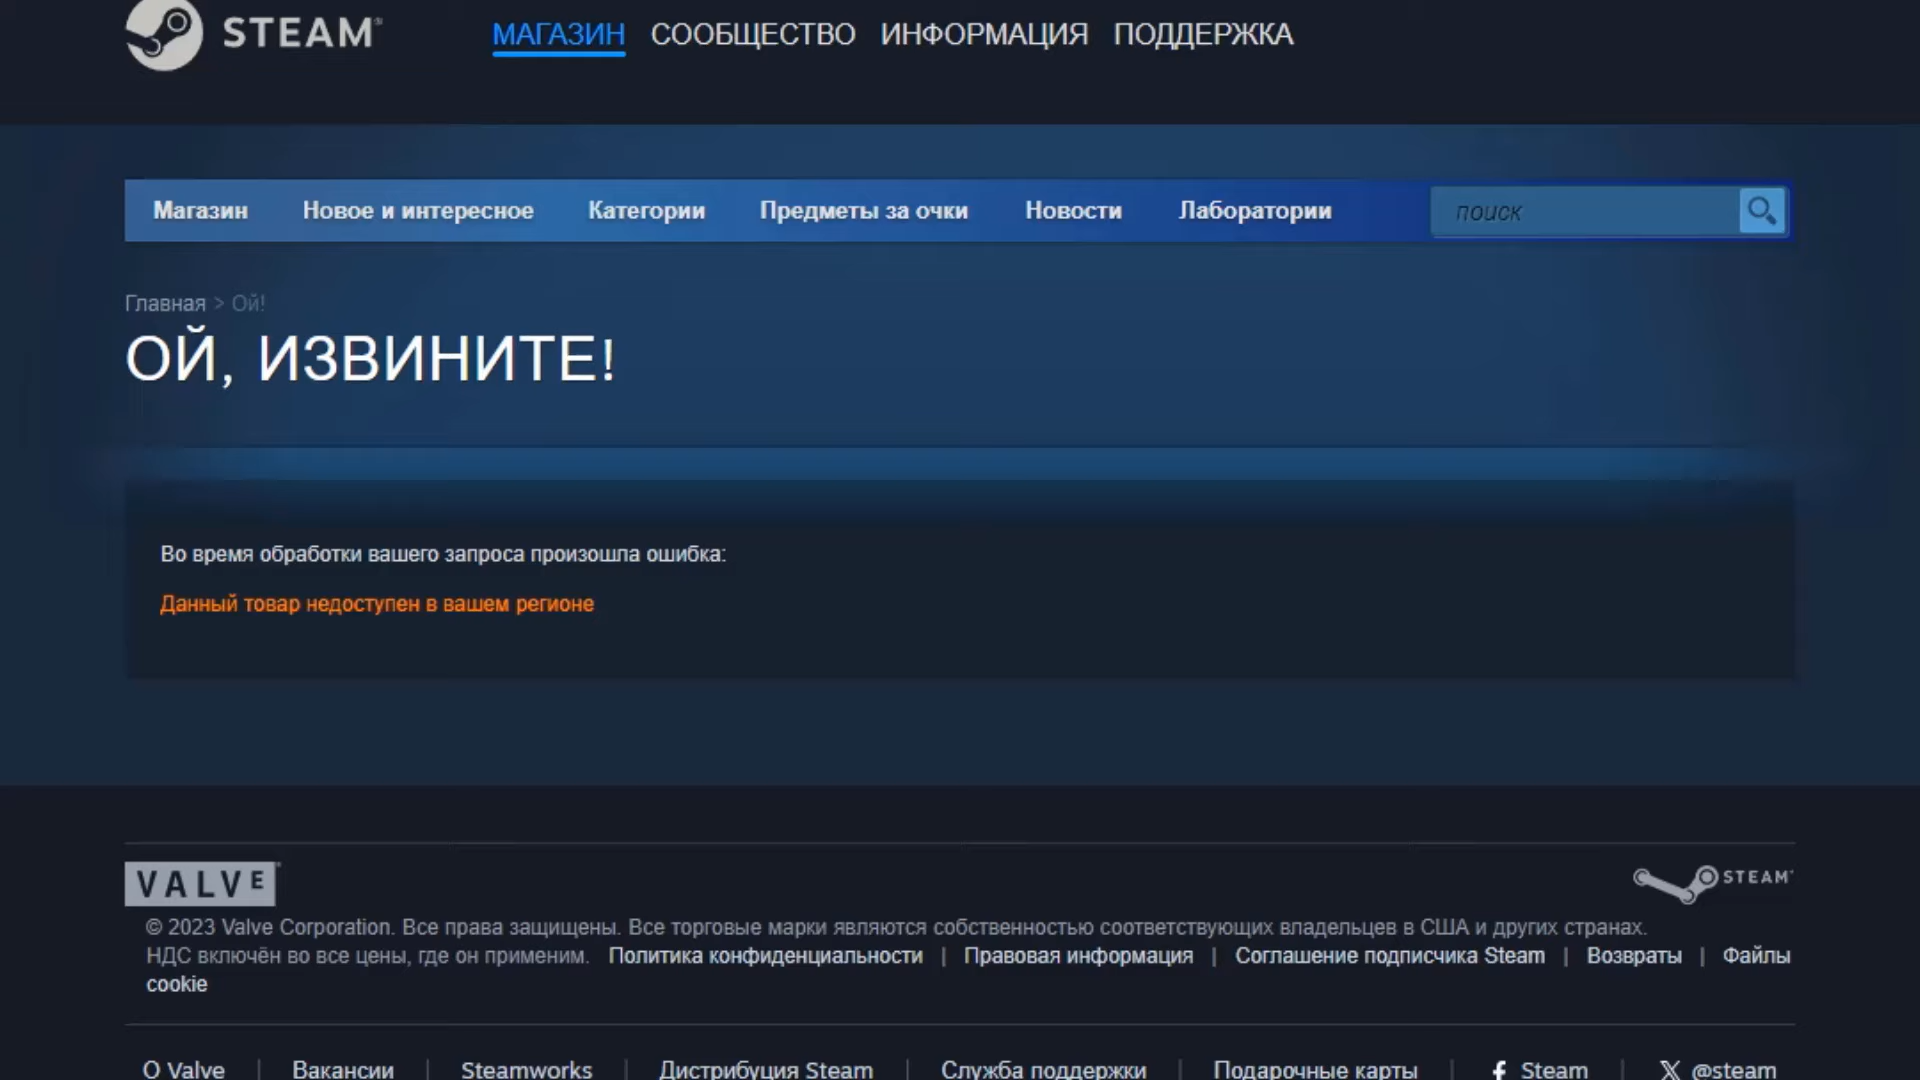 STEAM®
МАГАЗИН СООБЩЕСТВО ИНФОРМАЦИЯ ПОДДЕРЖКА
Магазин Новое и интересное Категории Предметы за очки Новости Лаборатории поиск
Главная > Ой!
ОЙ, ИЗВИНИТЕ!
Во время обработки вашего запроса произошла ошибка:
Данный товар недоступен в вашем регионе
VALVE
STEAM
© 2023 Valve Corporation. Все права защищены. Все торговые марки являются собственностью соответствующих владельцев в США и других странах.
НДС включён во все цены, где он применим. Политика конфиденциальности | Правовая информация | Соглашение подписчика Steam | Возвраты | Файлы
cookie
О Valve | Вакансии | Steamworks | Дистрибуция Steam | Служба поддержки | Подарочные карты | Steam | @steam